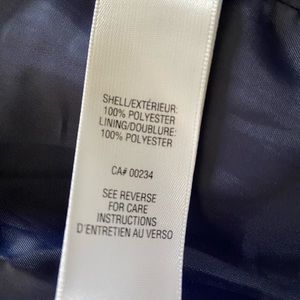 SHELL/EXTÉRIEUR:
100% POLYESTER
LINING/DOUBLURE:
100% POLYESTER
CA# 00234
SEE REVERSE
FOR CARE
INSTRUCTIONS
D'ENTRETIEN AU VERSO